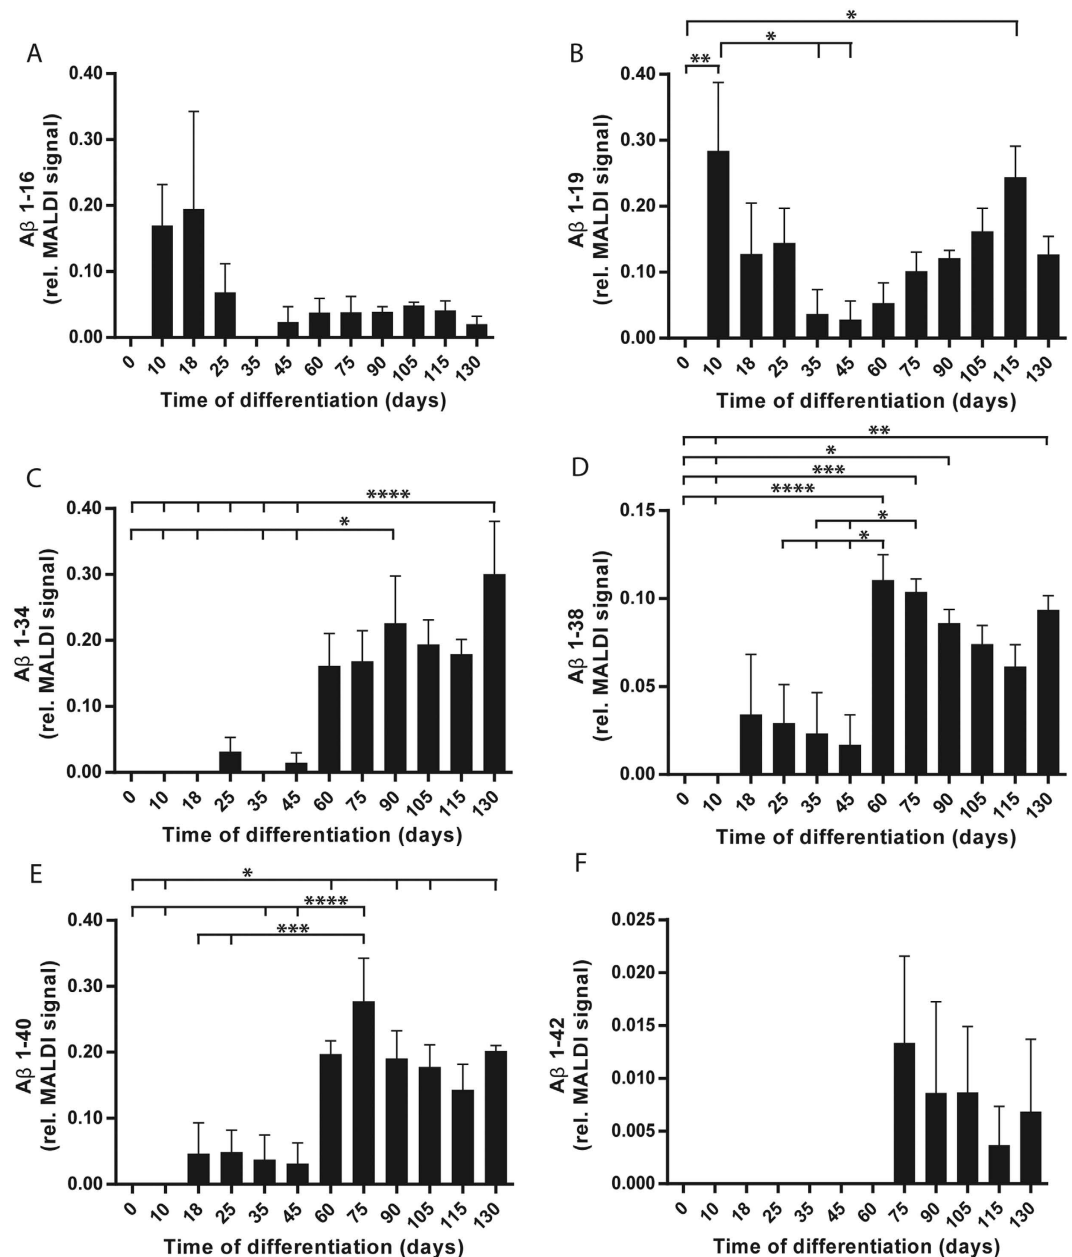 A
Aβ 1-16
(rel. MALDI signal)
0.40
0.30
0.20
0.10
0.00
0 10 18 25 35 45 60 75 90 105 115 130
Time of differentiation (days)
B
*
*
**
Aβ 1-19
(rel. MALDI signal)
0.40
0.30
0.20
0.10
0.00
0 10 18 25 35 45 60 75 90 105 115 130
Time of differentiation (days)
C
****
*
Aβ 1-34
(rel. MALDI signal)
0.40
0.30
0.20
0.10
0.00
0 10 18 25 35 45 60 75 90 105 115 130
Time of differentiation (days)
D
**
*
***
****
*
*
Aβ 1-38
(rel. MALDI signal)
0.15
0.10
0.05
0.00
0 10 18 25 35 45 60 75 90 105 115 130
Time of differentiation (days)
E
*
****
***
Aβ 1-40
(rel. MALDI signal)
0.40
0.30
0.20
0.10
0.00
0 10 18 25 35 45 60 75 90 105 115 130
Time of differentiation (days)
F
Aβ 1-42
(rel. MALDI signal)
0.025
0.020
0.015
0.010
0.005
0.000
0 10 18 25 35 45 60 75 90 105 115 130
Time of differentiation (days)